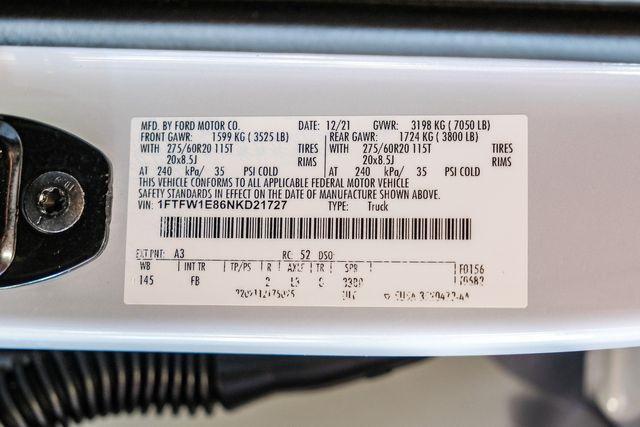 MFD. BY FORD MOTOR CO. DATE: 12/21 GVWR: 3198 KG ( 7050 LB)
FRONT GAWR: 1599 KG ( 3525 LB) REAR GAWR: 1724 KG ( 3800 LB)
WITH 275/60R20 115T TIRES WITH 275/60R20 115T TIRES
20x8.5J RIMS 20x8.5J RIMS
AT 240 kPa/ 35 PSI COLD AT 240 kPa/ 35 PSI COLD
THIS VEHICLE CONFORMS TO ALL APPLICABLE FEDERAL MOTOR VEHICLE
SAFETY STANDARDS IN EFFECT ON THE DATE OF MANUFACTURE SHOWN ABOVE.
VIN: 1FTFW1E86NKD21727 TYPE: Truck
EXT PNT: A3 RC: 52 DSO:
WB INT TR TP/PS R AXLE TR SPR F0156
145 FB 2 L3